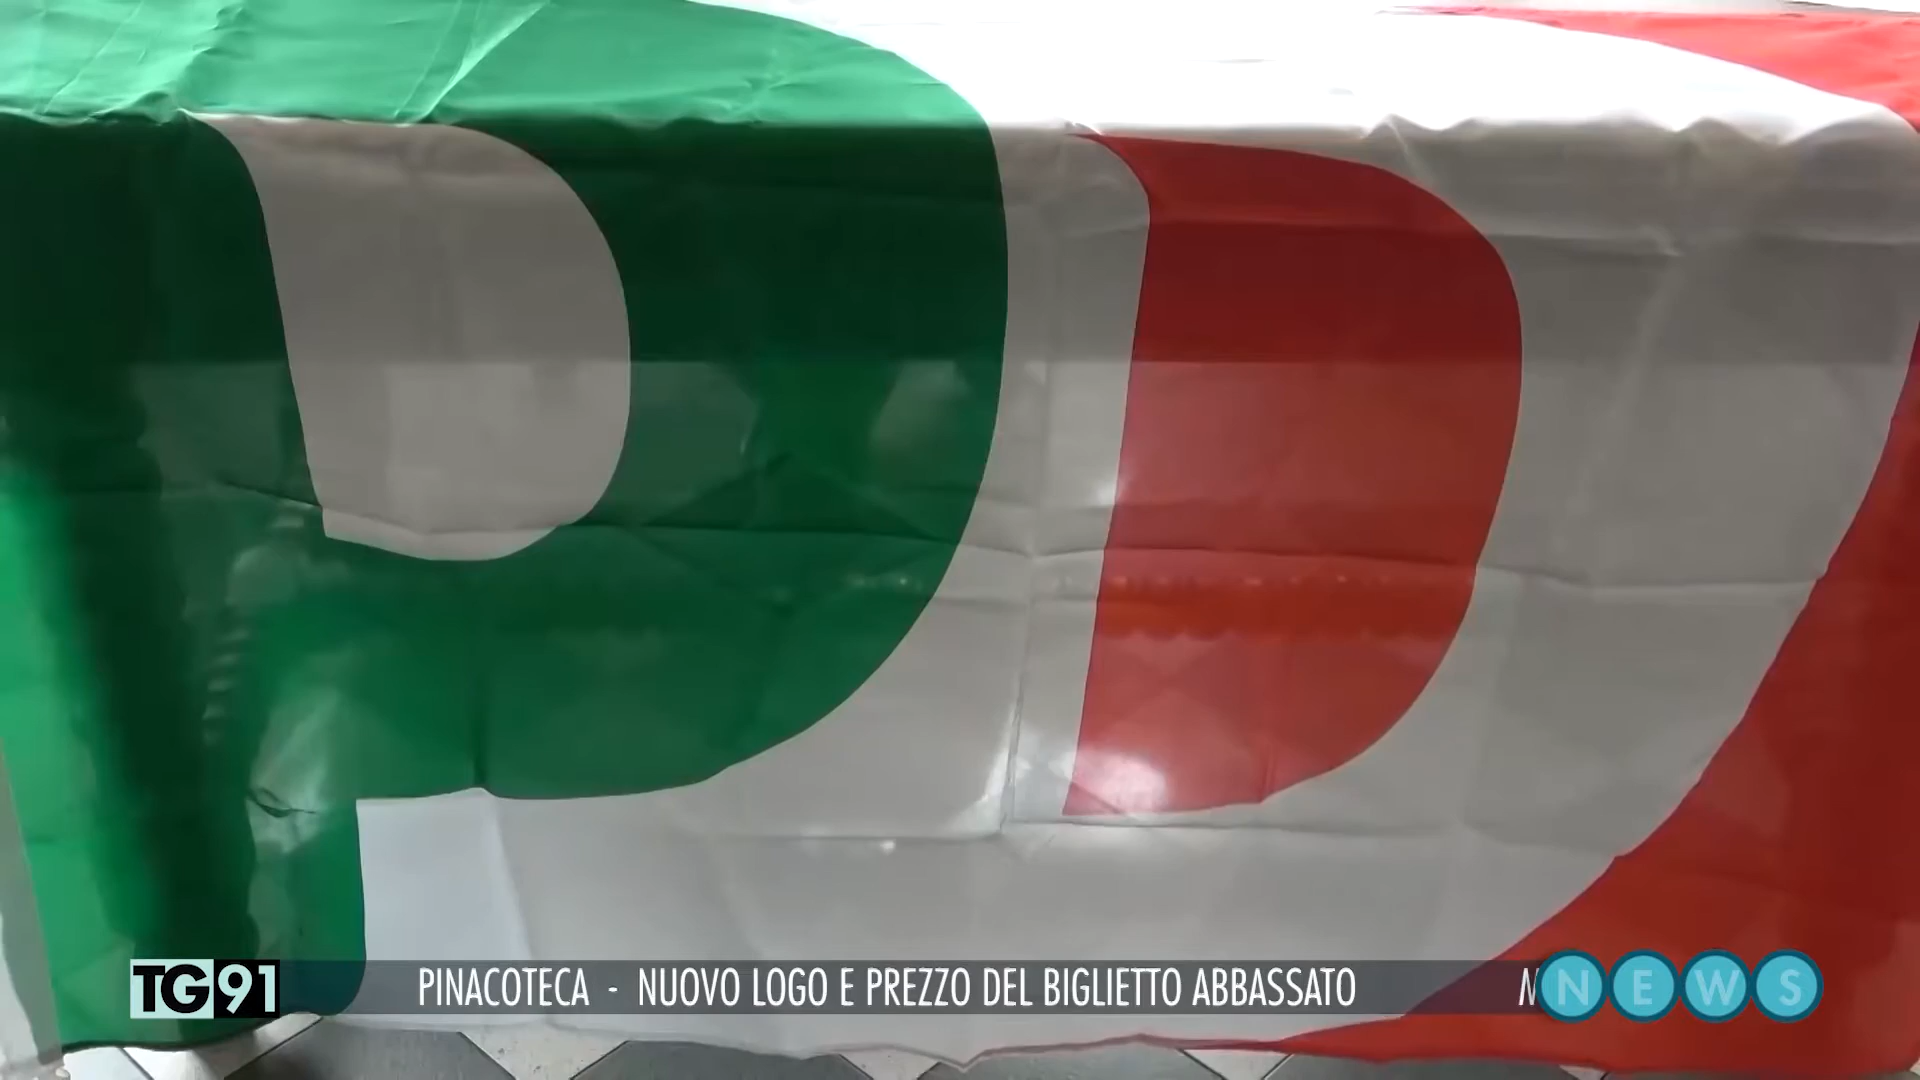 PD
TG91
PINACOTECA - NUOVO LOGO E PREZZO DEL BIGLIETTO ABBASSATO
NEWS